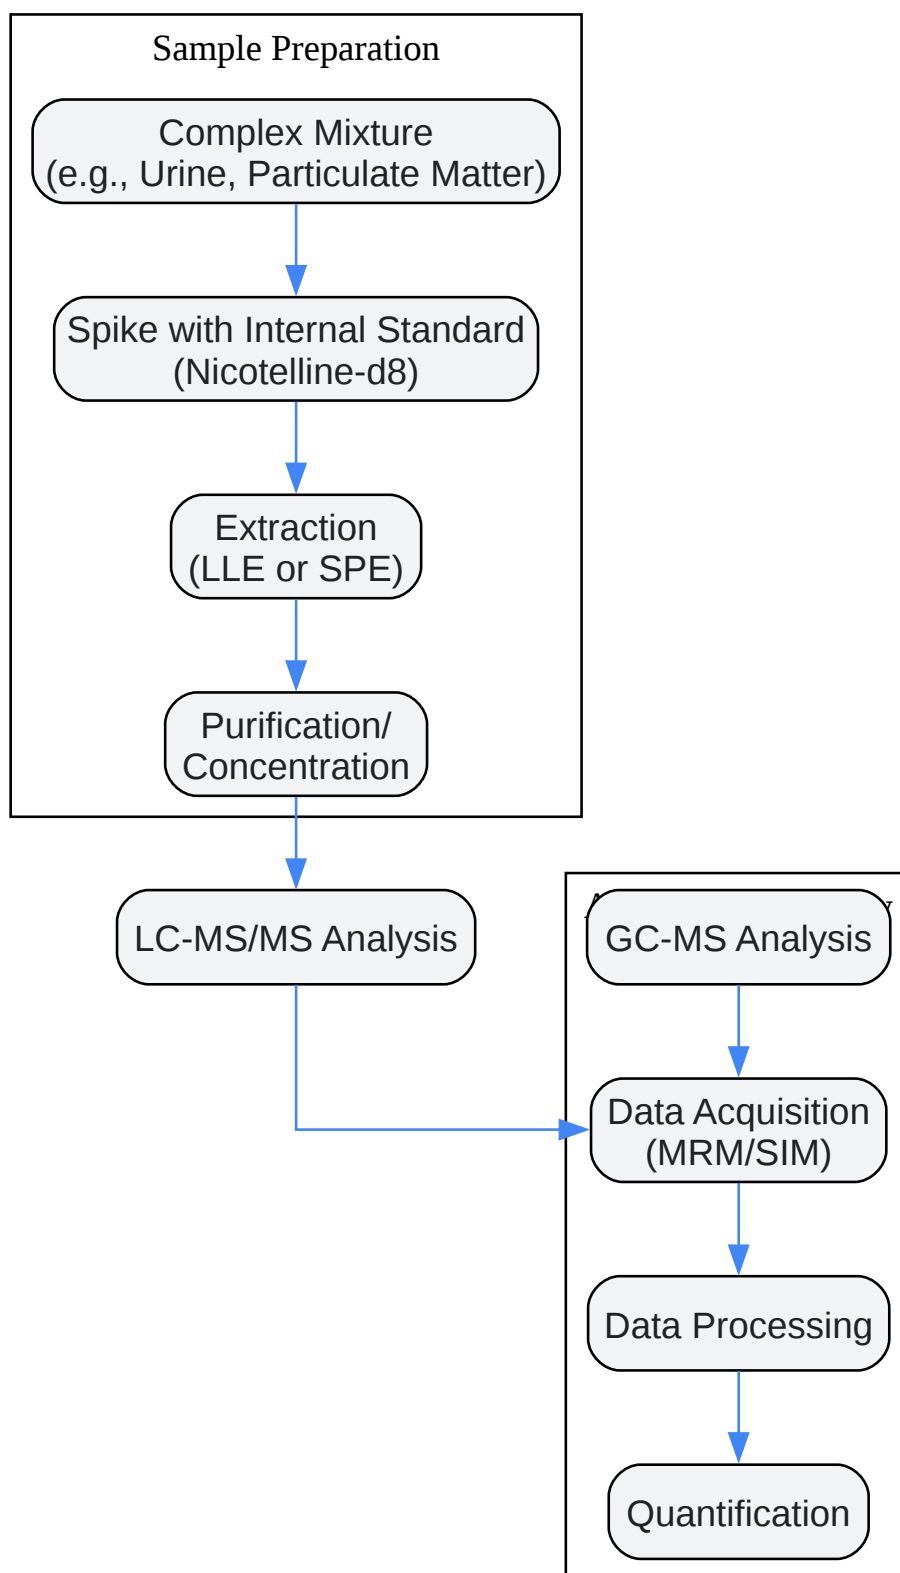 Sample Preparation
Complex Mixture
(e.g., Urine, Particulate Matter)
Spike with Internal Standard
(Nicotelline-d8)
Extraction
(LLE or SPE)
Purification/
Concentration
LC-MS/MS Analysis
GC-MS Analysis
Data Acquisition
(MRM/SIM)
Data Processing
Quantification